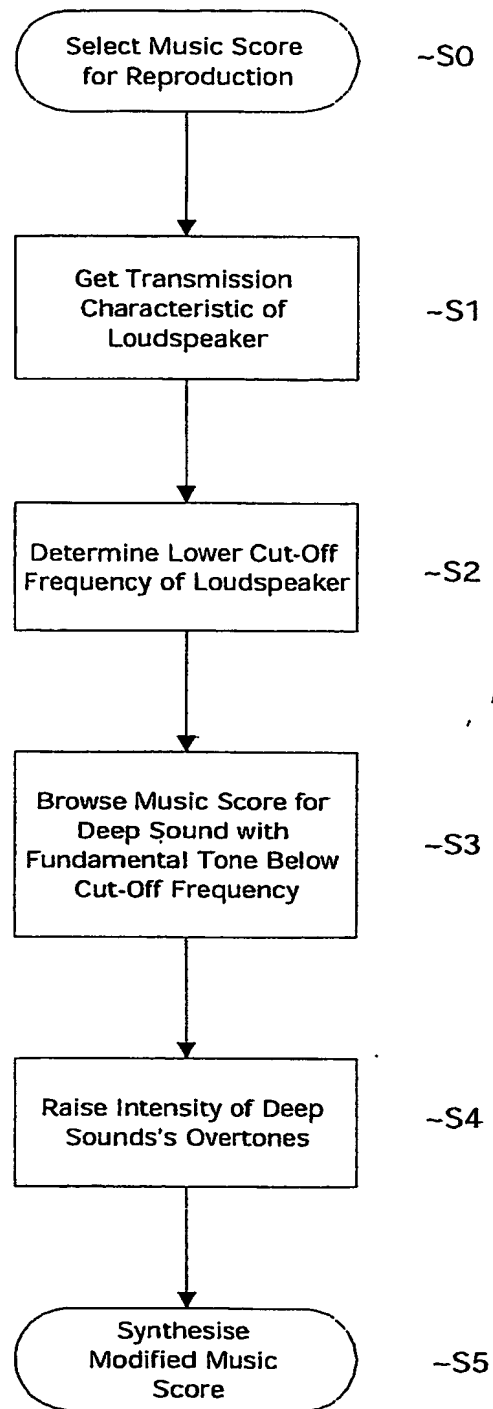 Select Music Score
for Reproduction
~S0
Get Transmission
Characteristic of
Loudspeaker
~S1
Determine Lower Cut-Off
Frequency of Loudspeaker
~S2
Browse Music Score for
Deep Sound with
Fundamental Tone Below
Cut-Off Frequency
~S3
Raise Intensity of Deep
Sounds's Overtones
~S4
Synthesise
Modified Music
Score
~S5